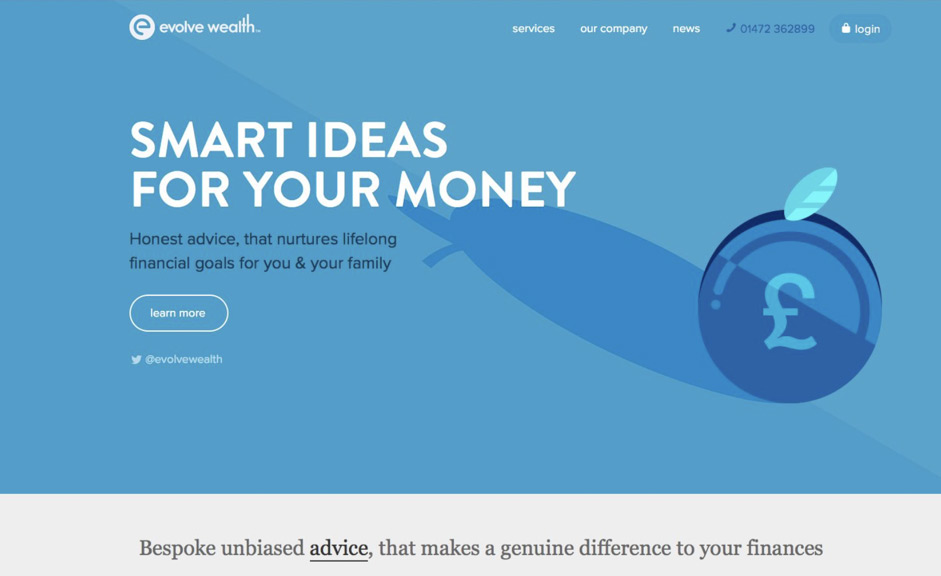 evolve wealth
services
our company
news
01472 362899
login
SMART IDEAS
FOR YOUR MONEY
Honest advice, that nurtures lifelong
financial goals for you & your family
learn more
@evolvewealth
£
Bespoke unbiased advice, that makes a genuine difference to your finances